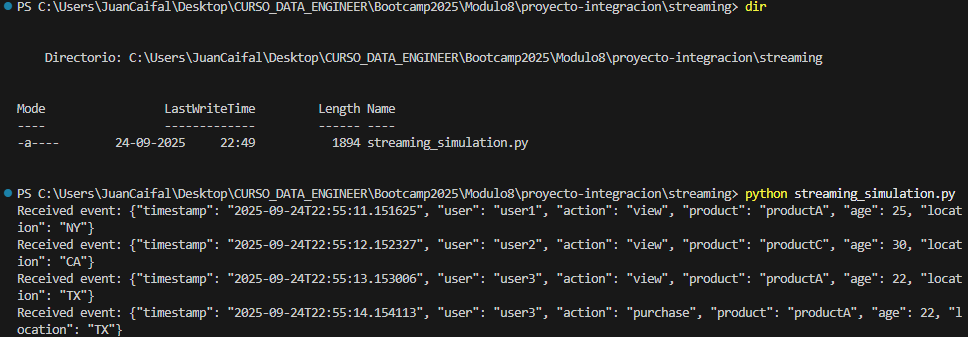 PS C:\Users\JuanCaifal\Desktop\CURSO_DATA_ENGINEER\Bootcamp2025\Modulo8\proyecto-integracion\streaming> dir
Directorio: C:\Users\JuanCaifal\Desktop\CURSO_DATA_ENGINEER\Bootcamp2025\Modulo8\proyecto-integracion\streaming
Mode LastWriteTime Length Name
---- ------------- ------ ----
-a---- 24-09-2025 22:49 1894 streaming_simulation.py
PS C:\Users\JuanCaifal\Desktop\CURSO_DATA_ENGINEER\Bootcamp2025\Modulo8\proyecto-integracion\streaming> python streaming_simulation.py
Received event: {"timestamp": "2025-09-24T22:55:11.151625", "user": "user1", "action": "view", "product": "productA", "age": 25, "locat
ion": "NY"}
Received event: {"timestamp": "2025-09-24T22:55:12.152327", "user": "user2", "action": "view", "product": "productC", "age": 30, "locat
ion": "CA"}
Received event: {"timestamp": "2025-09-24T22:55:13.153006", "user": "user3", "action": "view", "product": "productA", "age": 22, "locat
ion": "TX"}
Received event: {"timestamp": "2025-09-24T22:55:14.154113", "user": "user3", "action": "purchase", "product": "productA", "age": 22, "l
ocation": "TX"}